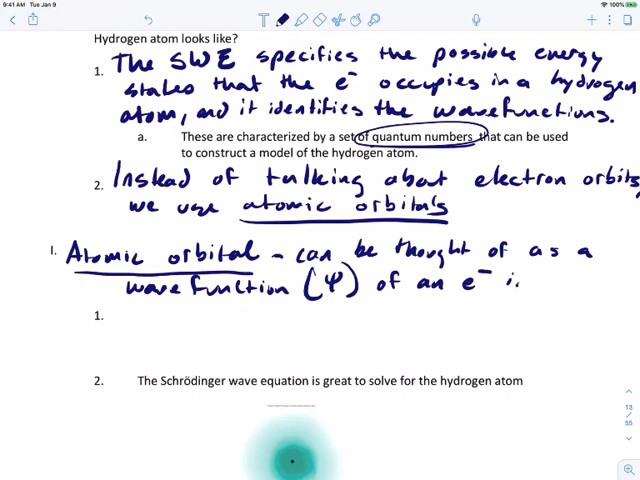 9:41 AM Tue Jan 9
100%
Hydrogen atom looks like?
1. The SWE specifies the possible energy
states that the e⁻ occupies in a hydrogen
atom, and it identifies the wavefunctions.
a. These are characterized by a set of quantum numbers that can be used
to construct a model of the hydrogen atom.
2. Instead of talking about electron orbits
we use atomic orbitals
I. Atomic orbital - can be thought of as a
wavefunction (Ψ) of an e⁻ i
1.
2. The Schrödinger wave equation is great to solve for the hydrogen atom
13
/
55